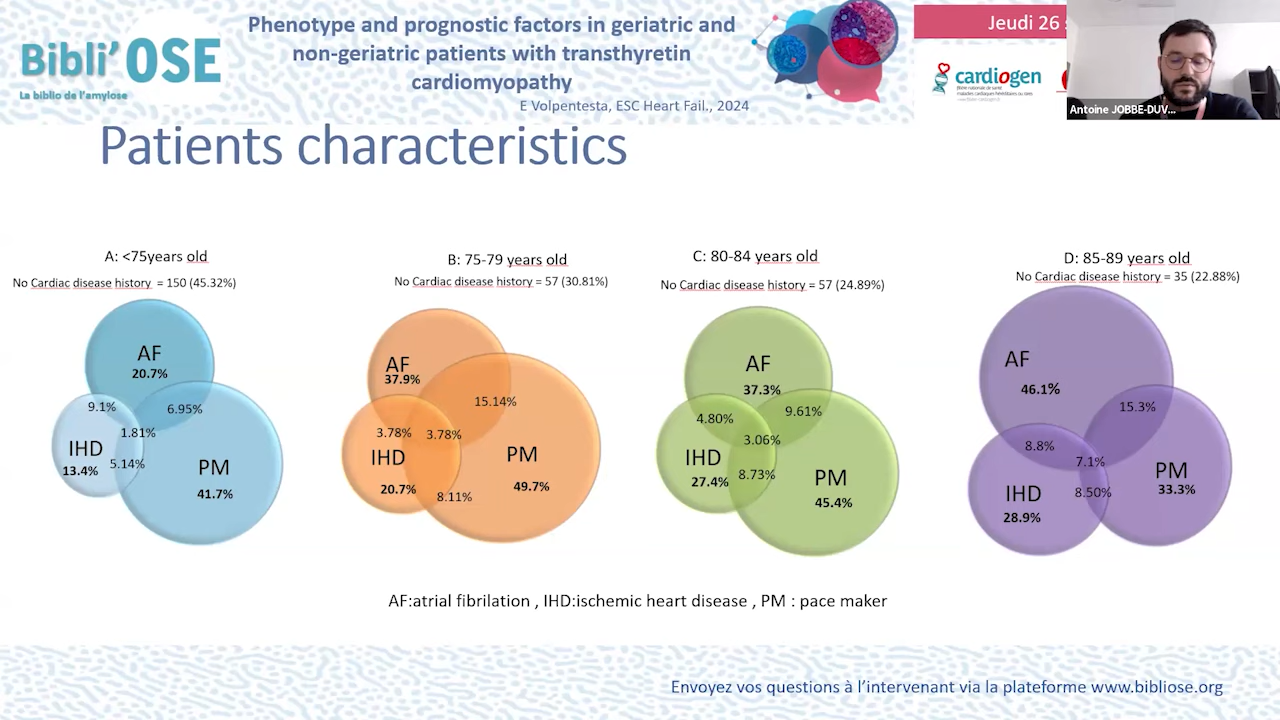 Bibli'OSE
La biblio de l'amylose
Phenotype and prognostic factors in geriatric and
non-geriatric patients with transthyretin
cardiomyopathy
E Volpentesta, ESC Heart Fail., 2024
Jeudi 26
cardiogen
Antoine JOBBE-DUV...
Patients characteristics
A: <75years old
No Cardiac disease history = 150 (45.32%)
AF
20.7%
9.1%
6.95%
1.81%
IHD
13.4%
5.14%
PM
41.7%
B: 75-79 years old
No Cardiac disease history = 57 (30.81%)
AF
37.9%
15.14%
3.78%
3.78%
IHD
20.7%
PM
49.7%
8.11%
C: 80-84 years old
No Cardiac disease history = 57 (24.89%)
AF
37.3%
4.80%
9.61%
3.06%
IHD
27.4%
8.73%
PM
45.4%
D: 85-89 years old
No Cardiac disease history = 35 (22.88%)
AF
46.1%
15.3%
8.8%
7.1%
IHD
28.9%
8.50%
PM
33.3%
AF:atrial fibrilation , IHD:ischemic heart disease , PM : pace maker
Envoyez vos questions à l'intervenant via la plateforme www.bibliose.org